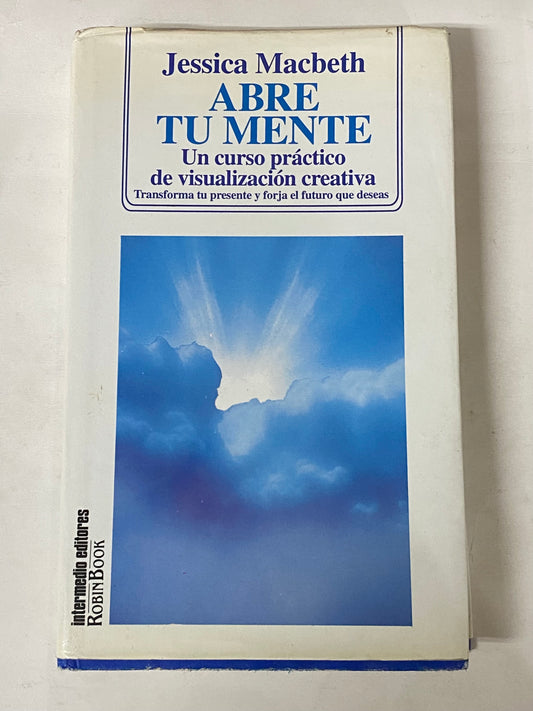 Jessica Macbeth
ABRE
TU MENTE
Un curso práctico
de visualización creativa
Transforma tu presente y forja el futuro que deseas
intermedio editores
ROBINBOOK